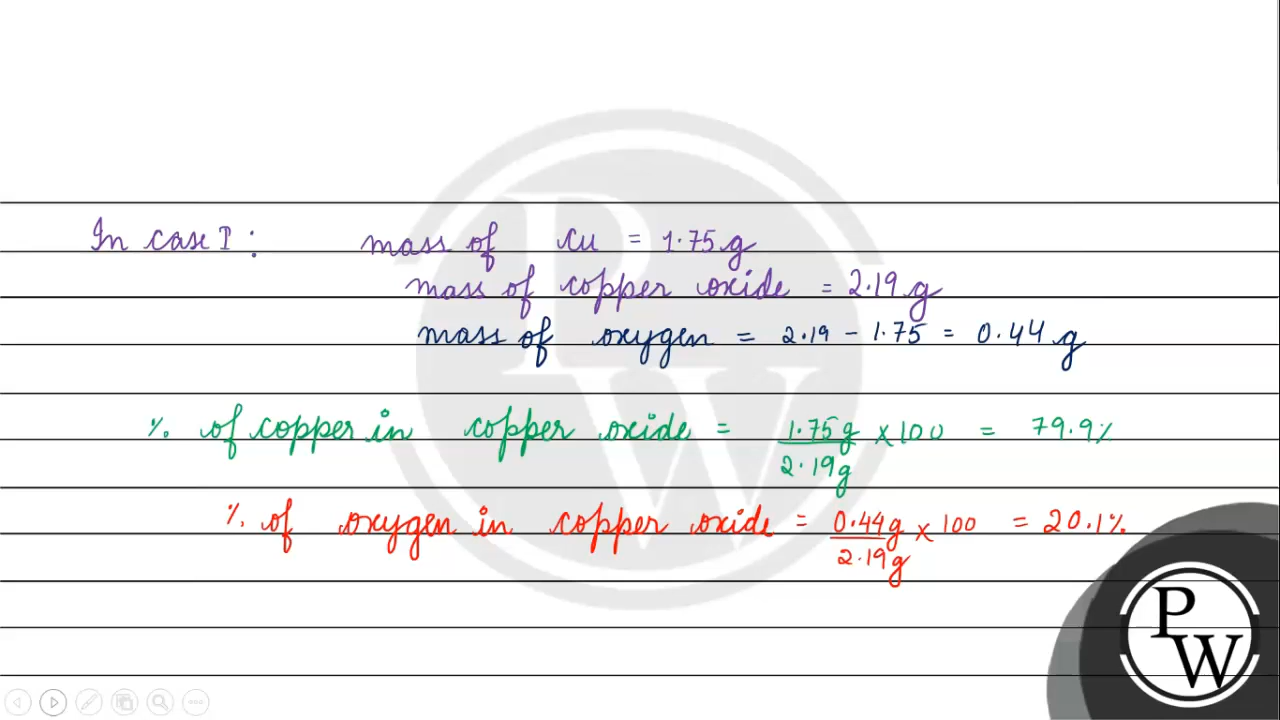 In case I : mass of Cu = 1.75 g
mass of copper oxide = 2.19 g
mass of oxygen = 2.19 - 1.75 = 0.44 g
% of copper in copper oxide = 1.75g/2.19g × 100 = 79.9%
% of oxygen in copper oxide = 0.44g/2.19g × 100 = 20.1%
P
W
P
W